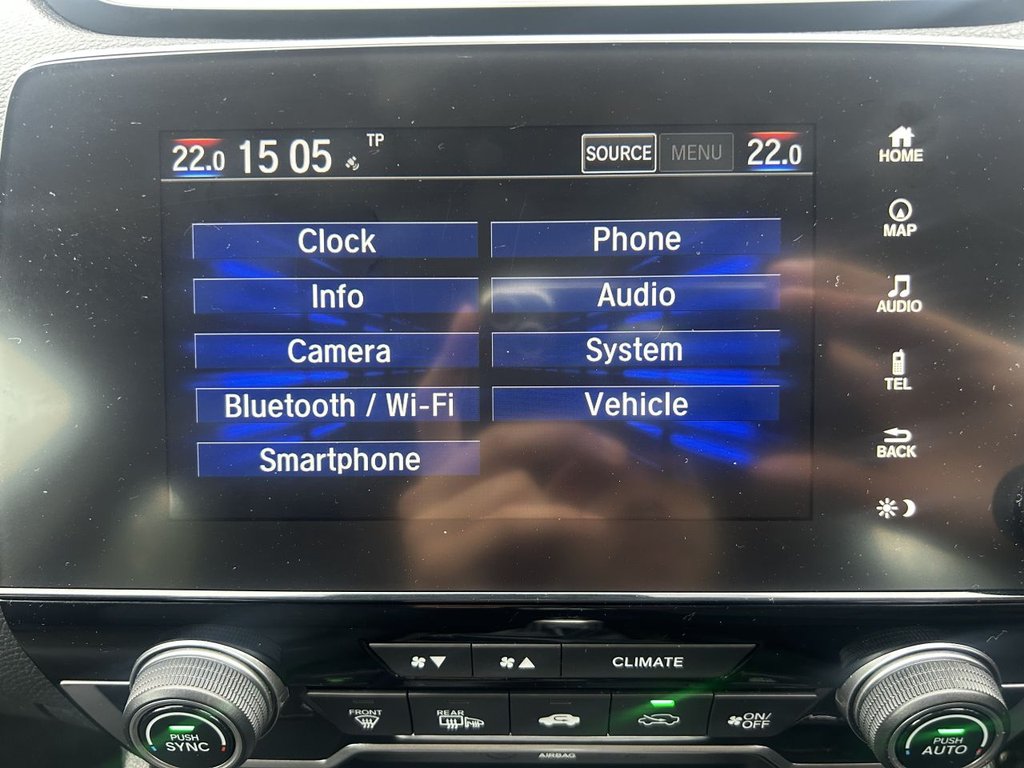 22.0 15 05 TP SOURCE MENU 22.0
HOME
MAP
AUDIO
TEL
BACK
Clock
Phone
Info
Audio
Camera
System
Bluetooth / Wi-Fi
Vehicle
Smartphone
CLIMATE
FRONT
REAR
ON/
OFF
PUSH
SYNC
PUSH
AUTO
AIRBAG